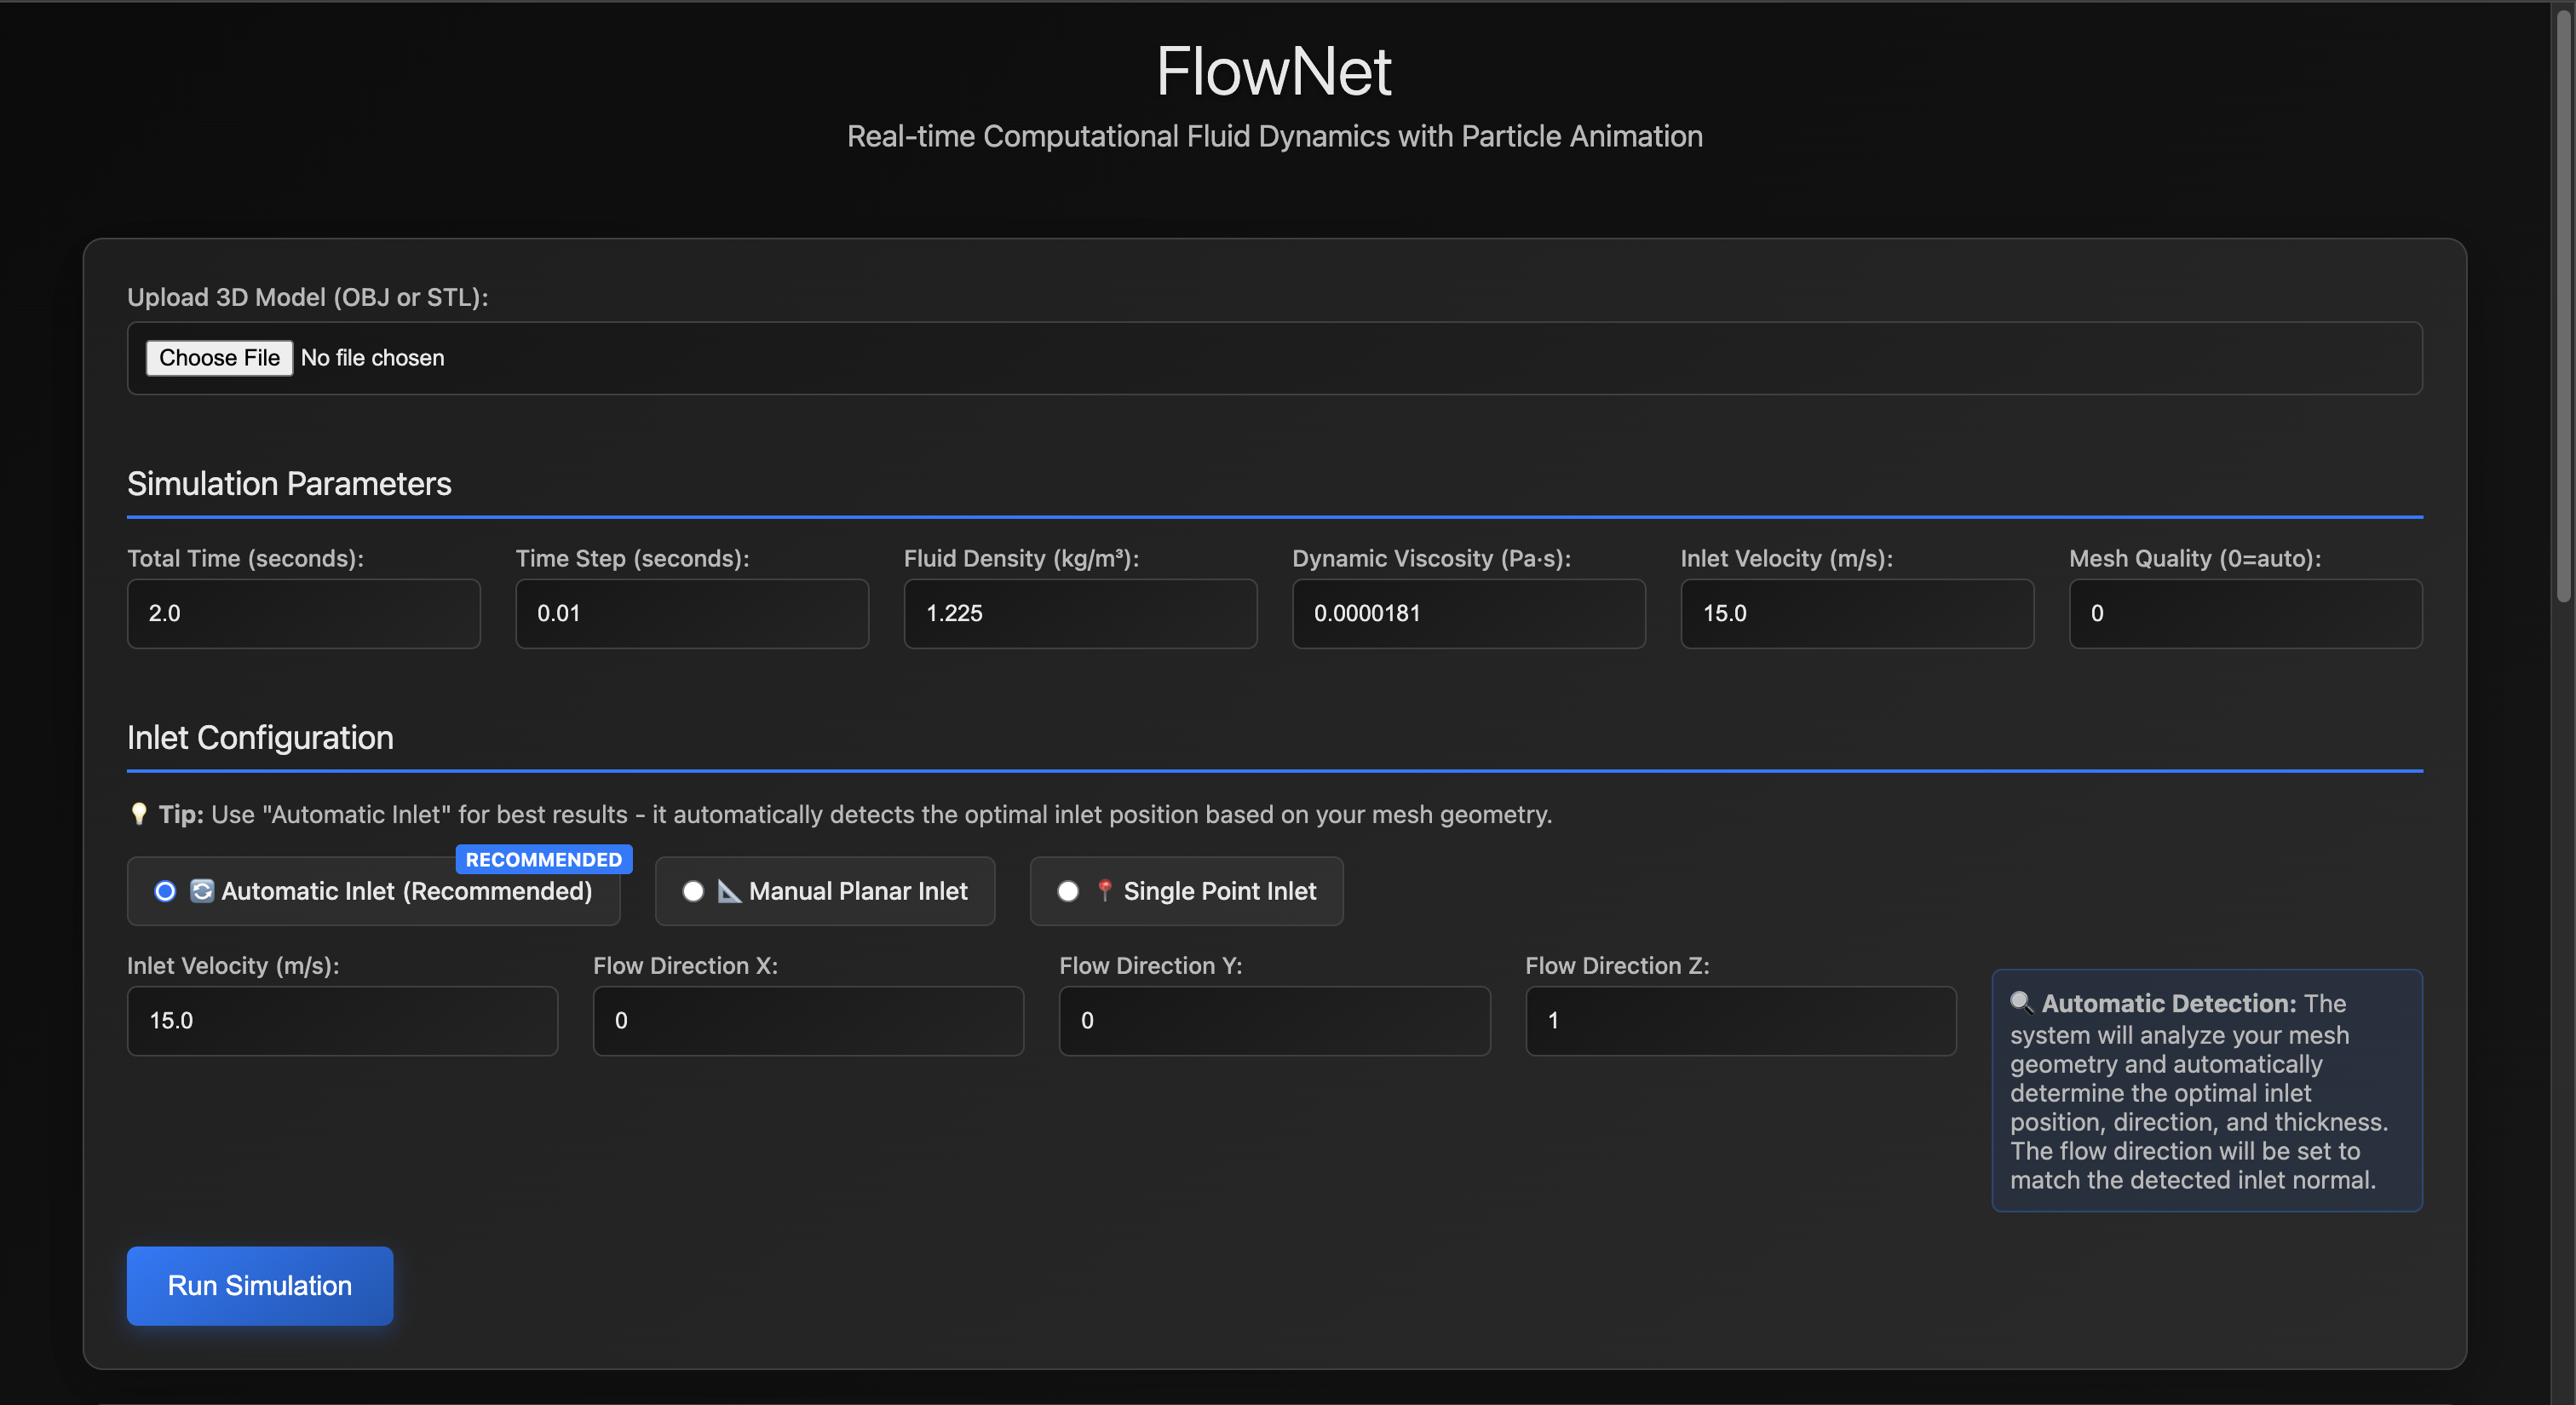 FlowNet
Real-time Computational Fluid Dynamics with Particle Animation
Upload 3D Model (OBJ or STL):
Choose File No file chosen
Simulation Parameters
Total Time (seconds): Time Step (seconds): Fluid Density (kg/m³): Dynamic Viscosity (Pa·s): Inlet Velocity (m/s): Mesh Quality (0=auto):
2.0 0.01 1.225 0.0000181 15.0 0
Inlet Configuration
💡 Tip: Use "Automatic Inlet" for best results - it automatically detects the optimal inlet position based on your mesh geometry.
RECOMMENDED
🔄 Automatic Inlet (Recommended) 📐 Manual Planar Inlet 📍 Single Point Inlet
Inlet Velocity (m/s): Flow Direction X: Flow Direction Y: Flow Direction Z:
15.0 0 0 1
🔍 Automatic Detection: The
system will analyze your mesh
geometry and automatically
determine the optimal inlet
position, direction, and thickness.
The flow direction will be set to
match the detected inlet normal.
Run Simulation